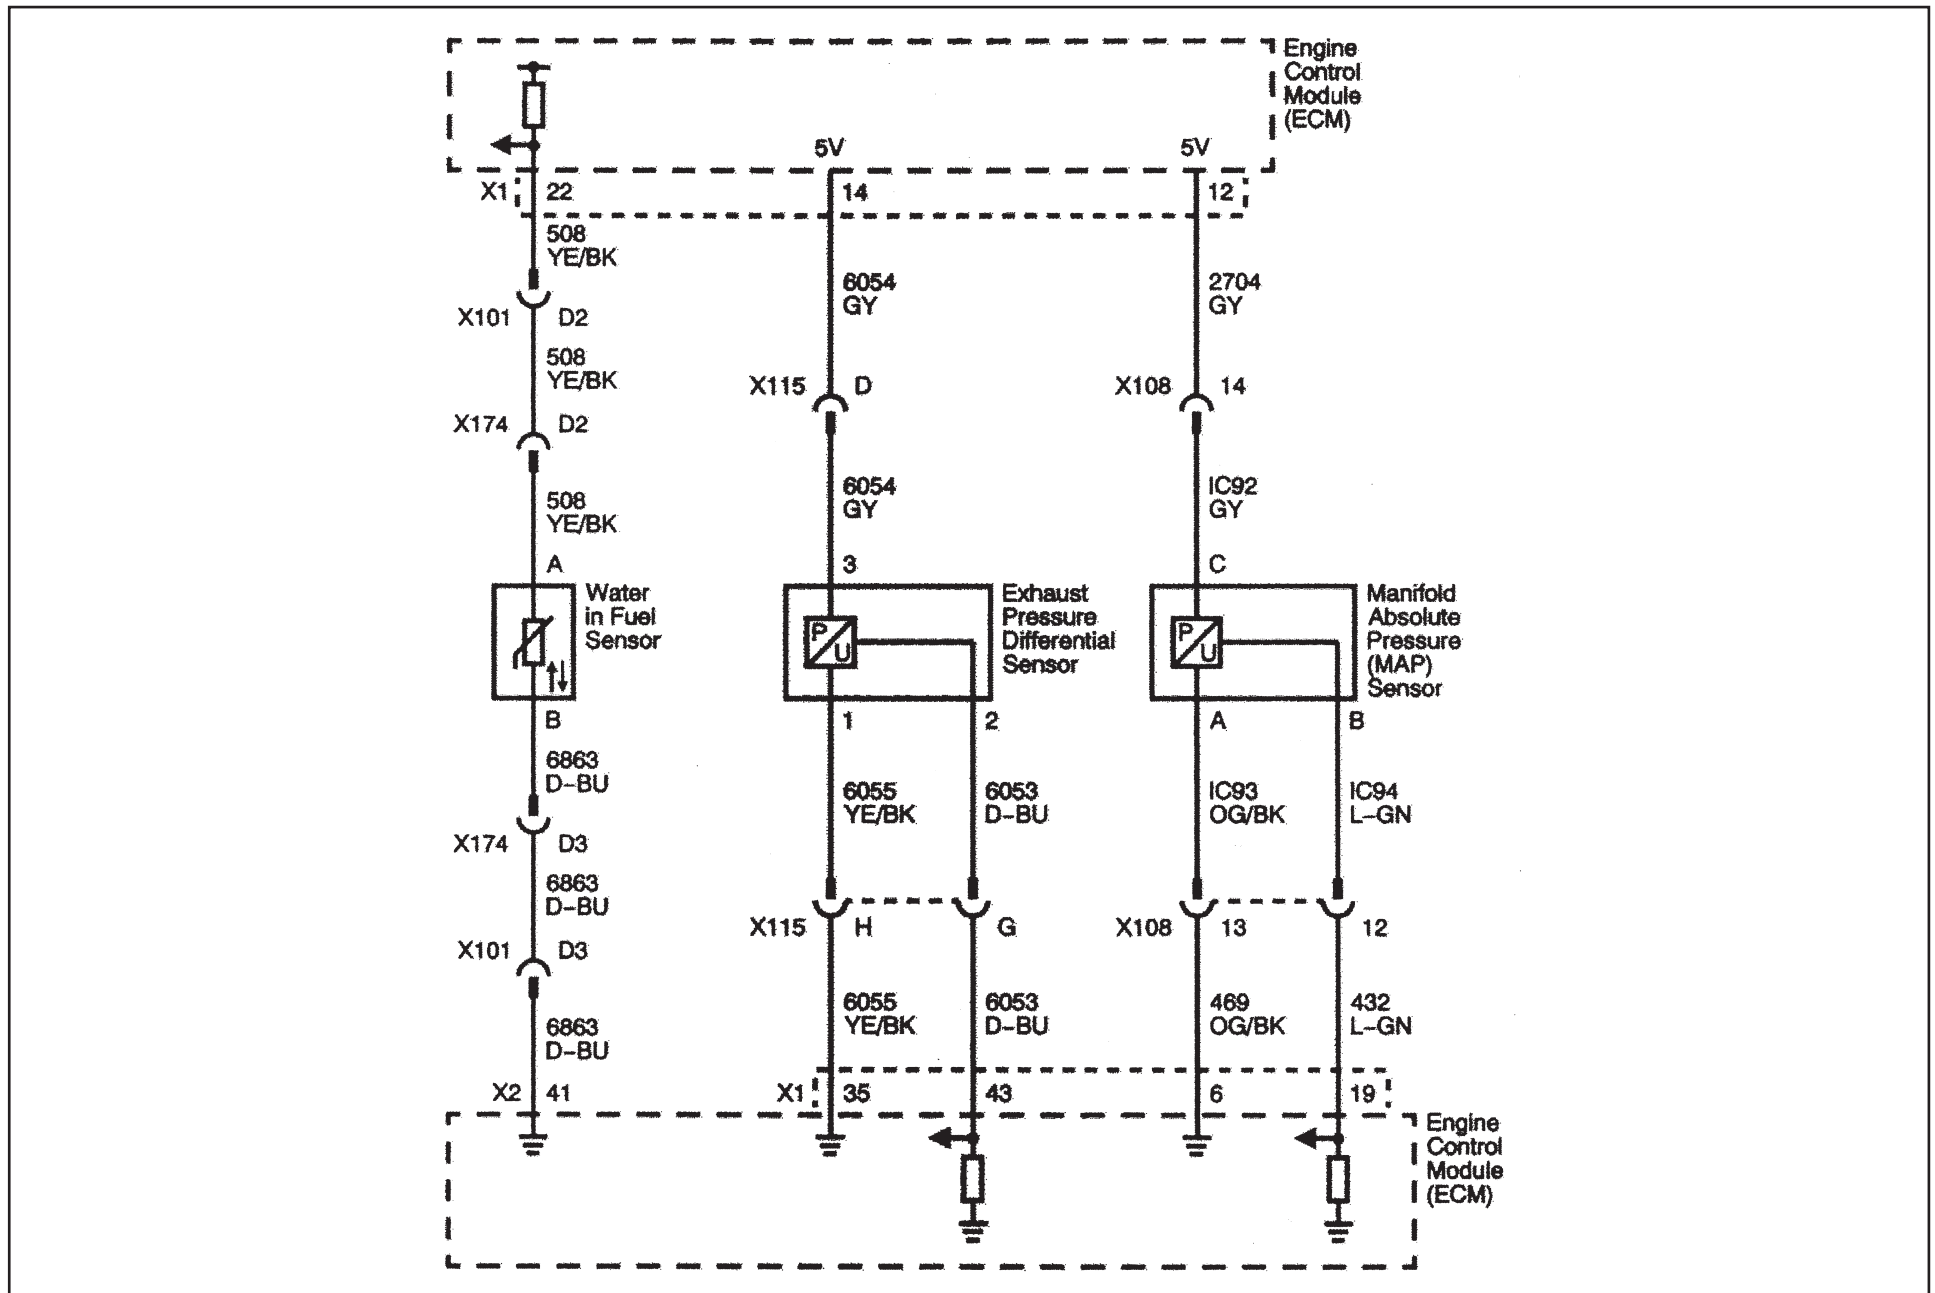 Engine
Control
Module
(ECM)
5V 5V
X1 22 14 12
508
YE/BK
6054
GY
2704
GY
X101 D2
508
YE/BK
X115 D X108 14
X174 D2
6054
GY
IC92
GY
508
YE/BK
A 3 C
Water
in Fuel
Sensor
Exhaust
Pressure
Differential
Sensor
Manifold
Absolute
Pressure
(MAP)
Sensor
P
U
P
U
B 1 2 A B
6863
D-BU
6055
YE/BK
6053
D-BU
IC93
OG/BK
IC94
L-GN
X174 D3
6863
D-BU
X115 H G X108 13 12
X101 D3
6055
YE/BK
6053
D-BU
469
OG/BK
432
L-GN
6863
D-BU
X2 41 X1 35 43 6 19
Engine
Control
Module
(ECM)